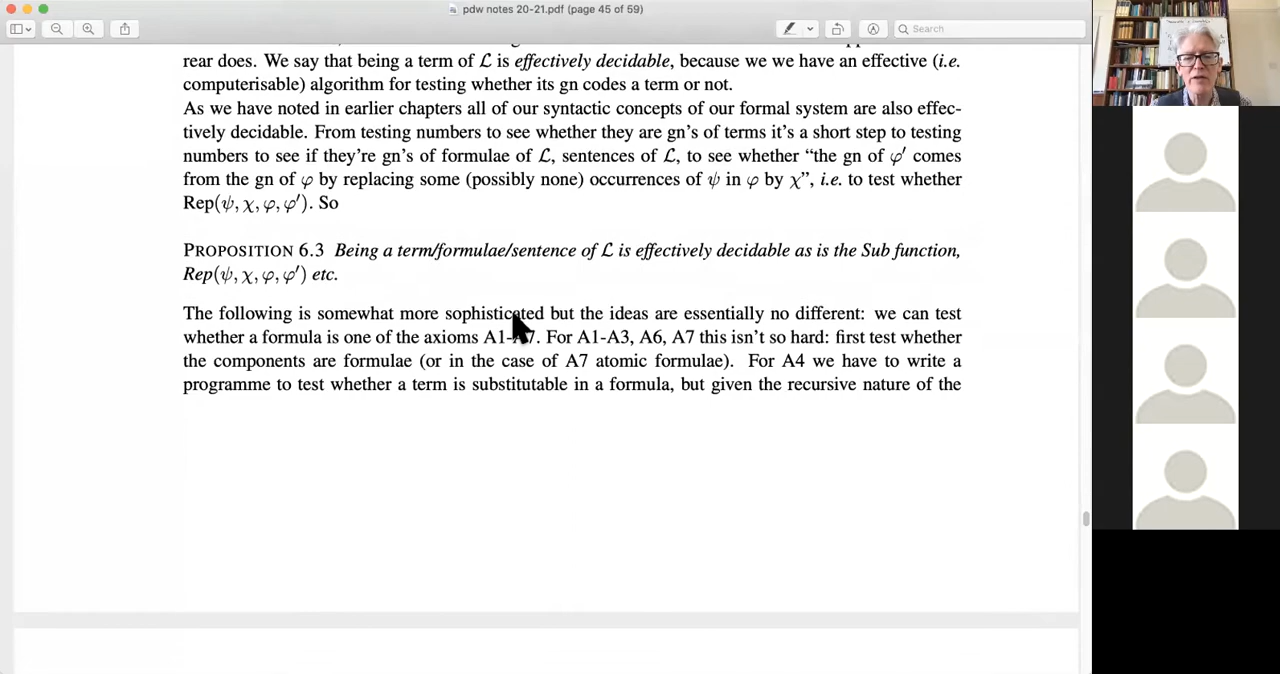 pdw notes 20-21.pdf (page 45 of 59)
Search
rear does. We say that being a term of ℒ is effectively decidable, because we we have an effective (i.e.
computerisable) algorithm for testing whether its gn codes a term or not.
As we have noted in earlier chapters all of our syntactic concepts of our formal system are also effec-
tively decidable. From testing numbers to see whether they are gn's of terms it's a short step to testing
numbers to see if they're gn's of formulae of ℒ, sentences of ℒ, to see whether “the gn of φ′ comes
from the gn of φ by replacing some (possibly none) occurrences of ψ in φ by χ”, i.e. to test whether
Rep(ψ, χ, φ, φ′). So
PROPOSITION 6.3 Being a term/formulae/sentence of ℒ is effectively decidable as is the Sub function,
Rep(ψ, χ, φ, φ′) etc.
The following is somewhat more sophisticated but the ideas are essentially no different: we can test
whether a formula is one of the axioms A1-A7. For A1-A3, A6, A7 this isn't so hard: first test whether
the components are formulae (or in the case of A7 atomic formulae). For A4 we have to write a
programme to test whether a term is substitutable in a formula, but given the recursive nature of the